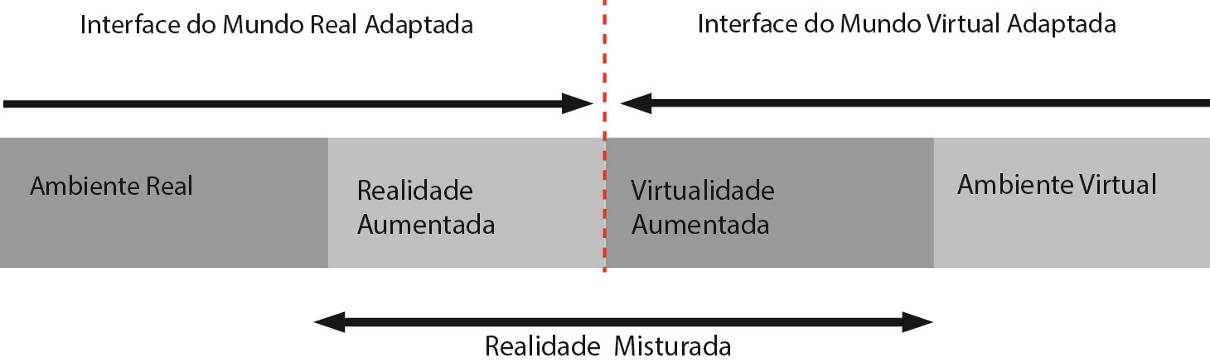 Interface do Mundo Real Adaptada
Interface do Mundo Virtual Adaptada
Ambiente Real
Realidade
Aumentada
Virtualidade
Aumentada
Ambiente Virtual
Realidade Misturada